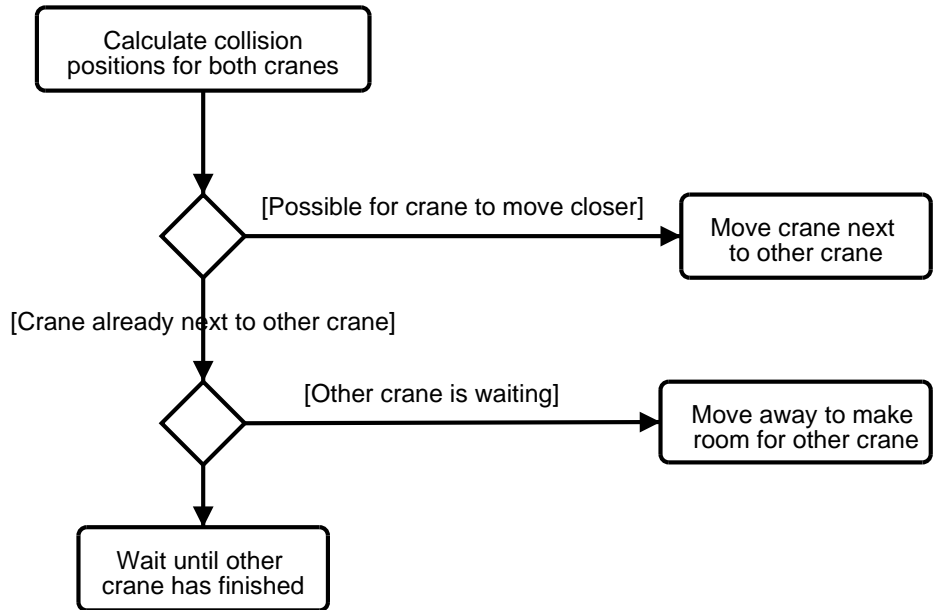 Calculate collision
positions for both cranes
[Possible for crane to move closer]
Move crane next
to other crane
[Crane already next to other crane]
[Other crane is waiting]
Move away to make
room for other crane
Wait until other
crane has finished